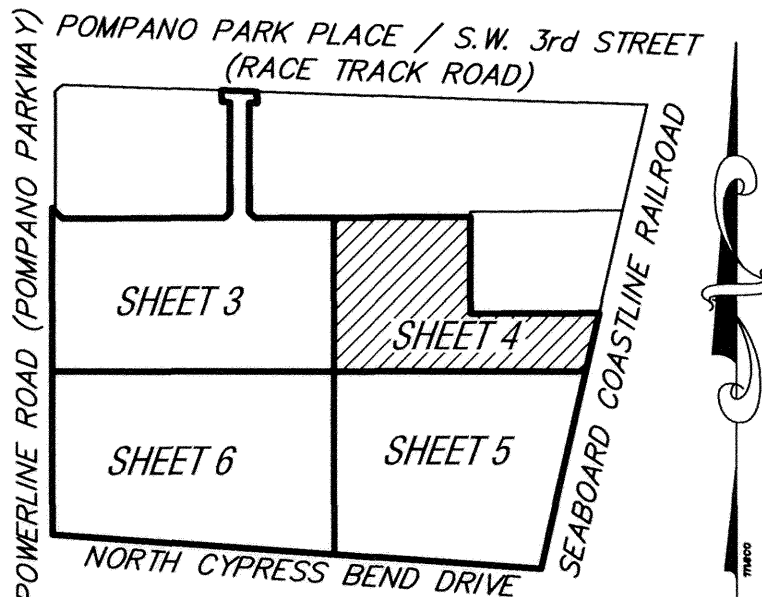 POMPANO PARK PLACE / S.W. 3rd STREET
(RACE TRACK ROAD)
POWERLINE ROAD (POMPANO PARKWAY)
SEABOARD COASTLINE RAILROAD
SHEET 3
SHEET 4
SHEET 6
SHEET 5
NORTH CYPRESS BEND DRIVE